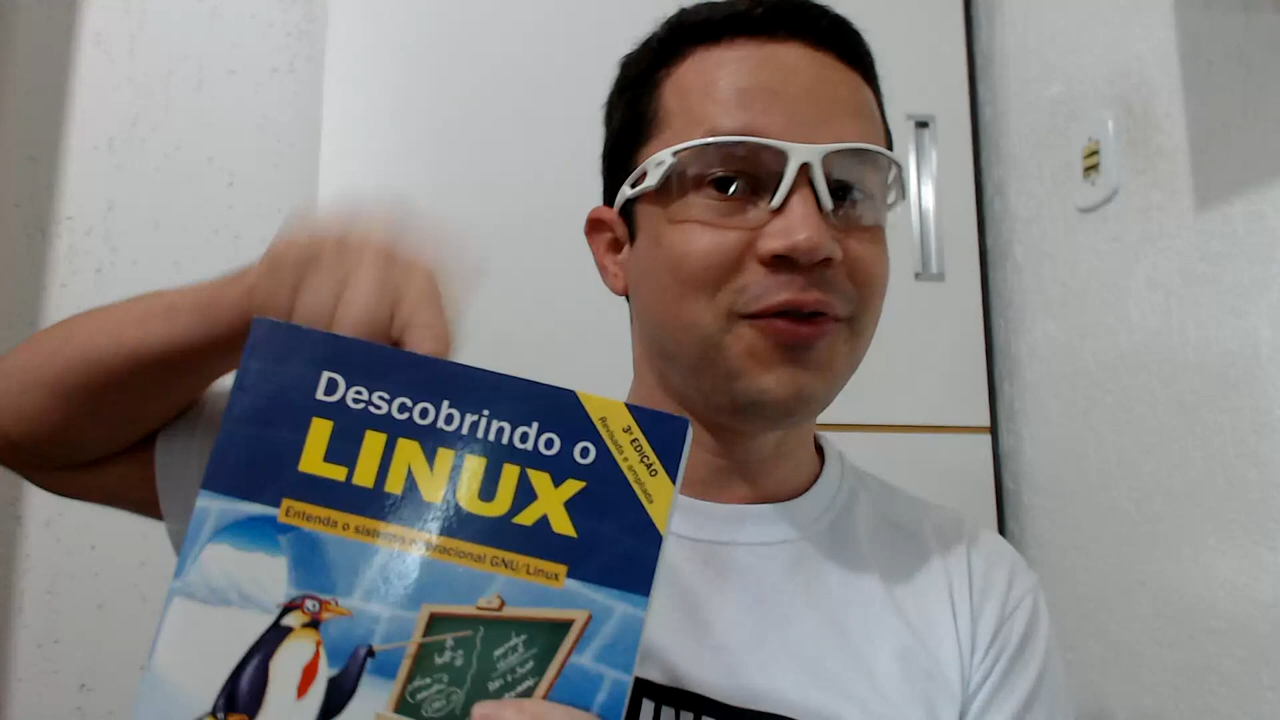 Descobrindo o
LINUX
3ª EDIÇÃO
Revisada e ampliada
Entenda o sistema operacional GNU/Linux